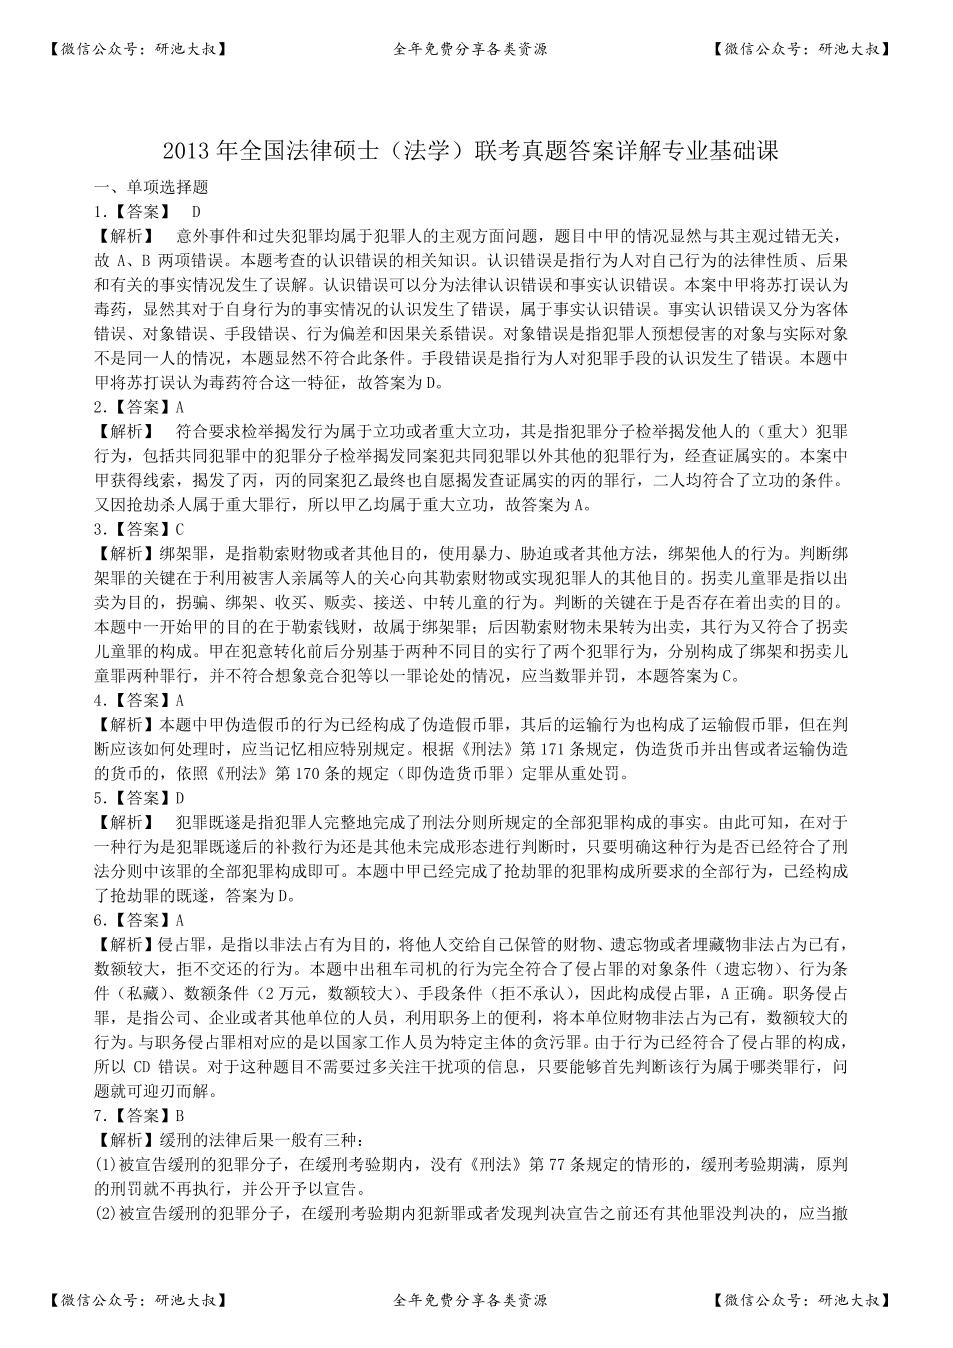 【微信公众号：研池大叔】 全年免费分享各类资源 【微信公众号：研池大叔】
2013 年全国法律硕士（法学）联考真题答案详解专业基础课
一、单项选择题
1.【答案】 D
【解析】 意外事件和过失犯罪均属于犯罪人的主观方面问题，题目中甲的情况显然与其主观过错无关，
故 A、B 两项错误。本题考查的认识错误的相关知识。认识错误是指行为人对自己行为的法律性质、后果
和有关的事实情况发生了误解。认识错误可以分为法律认识错误和事实认识错误。本案中甲将苏打误认为
毒药，显然其对于自身行为的事实情况的认识发生了错误，属于事实认识错误。事实认识错误又分为客体
错误、对象错误、手段错误、行为偏差和因果关系错误。对象错误是指犯罪人预想侵害的对象与实际对象
不是同一人的情况，本题显然不符合此条件。手段错误是指行为人对犯罪手段的认识发生了错误。本题中
甲将苏打误认为毒药符合这一特征，故答案为 D。
2.【答案】A
【解析】 符合要求检举揭发行为属于立功或者重大立功，其是指犯罪分子检举揭发他人的（重大）犯罪
行为，包括共同犯罪中的犯罪分子检举揭发同案犯共同犯罪以外其他的犯罪行为，经查证属实的。本案中
甲获得线索，揭发了丙，丙的同案犯乙最终也自愿揭发查证属实的丙的罪行，二人均符合了立功的条件。
又因抢劫杀人属于重大罪行，所以甲乙均属于重大立功，故答案为 A。
3.【答案】C
【解析】绑架罪，是指勒索财物或者其他目的，使用暴力、胁迫或者其他方法，绑架他人的行为。判断绑
架罪的关键在于利用被害人亲属等人的关心向其勒索财物或实现犯罪人的其他目的。拐卖儿童罪是指以出
卖为目的，拐骗、绑架、收买、贩卖、接送、中转儿童的行为。判断的关键在于是否存在着出卖的目的。
本题中一开始甲的目的在于勒索钱财，故属于绑架罪；后因勒索财物未果转为出卖，其行为又符合了拐卖
儿童罪的构成。甲在犯意转化前后分别基于两种不同目的实行了两个犯罪行为，分别构成了绑架和拐卖儿
童罪两种罪行，并不符合想象竞合犯等以一罪论处的情况，应当数罪并罚，本题答案为 C。
4.【答案】A
【解析】本题中甲伪造假币的行为已经构成了伪造假币罪，其后的运输行为也构成了运输假币罪，但在判
断应该如何处理时，应当记忆相应特别规定。根据《刑法》第 171 条规定，伪造货币并出售或者运输伪造
的货币的，依照《刑法》第 170 条的规定（即伪造货币罪）定罪从重处罚。
5.【答案】D
【解析】 犯罪既遂是指犯罪人完整地完成了刑法分则所规定的全部犯罪构成的事实。由此可知，在对于
一种行为是犯罪既遂后的补救行为还是其他未完成形态进行判断时，只要明确这种行为是否已经符合了刑
法分则中该罪的全部犯罪构成即可。本题中甲已经完成了抢劫罪的犯罪构成所要求的全部行为，已经构成
了抢劫罪的既遂，答案为 D。
6.【答案】A
【解析】侵占罪，是指以非法占有为目的，将他人交给自己保管的财物、遗忘物或者埋藏物非法占为已有，
数额较大，拒不交还的行为。本题中出租车司机的行为完全符合了侵占罪的对象条件（遗忘物）、行为条
件（私藏）、数额条件（2 万元，数额较大）、手段条件（拒不承认），因此构成侵占罪，A 正确。职务侵占
罪，是指公司、企业或者其他单位的人员，利用职务上的便利，将本单位财物非法占为己有，数额较大的
行为。与职务侵占罪相对应的是以国家工作人员为特定主体的贪污罪。由于行为已经符合了侵占罪的构成，
所以 CD 错误。对于这种题目不需要过多关注干扰项的信息，只要能够首先判断该行为属于哪类罪行，问
题就可迎刃而解。
7.【答案】B
【解析】缓刑的法律后果一般有三种：
(1)被宣告缓刑的犯罪分子，在缓刑考验期内，没有《刑法》第 77 条规定的情形的，缓刑考验期满，原判
的刑罚就不再执行，并公开予以宣告。
(2)被宣告缓刑的犯罪分子，在缓刑考验期内犯新罪或者发现判决宣告之前还有其他罪没判决的，应当撤
【微信公众号：研池大叔】 全年免费分享各类资源 【微信公众号：研池大叔】